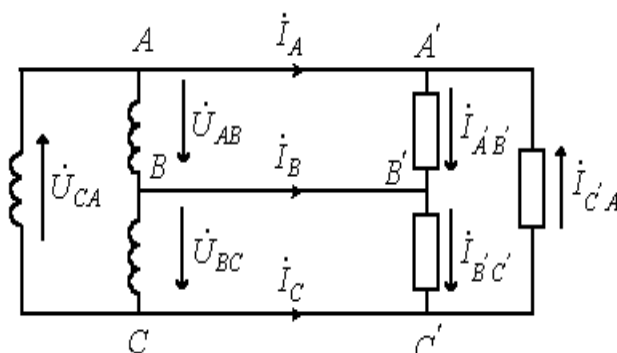 A İ_A A′
U̇_AB İ_A′B′
B İ_B B′
U̇_CA İ_C′A
U̇_BC İ_B′C′
İ_C
C C′